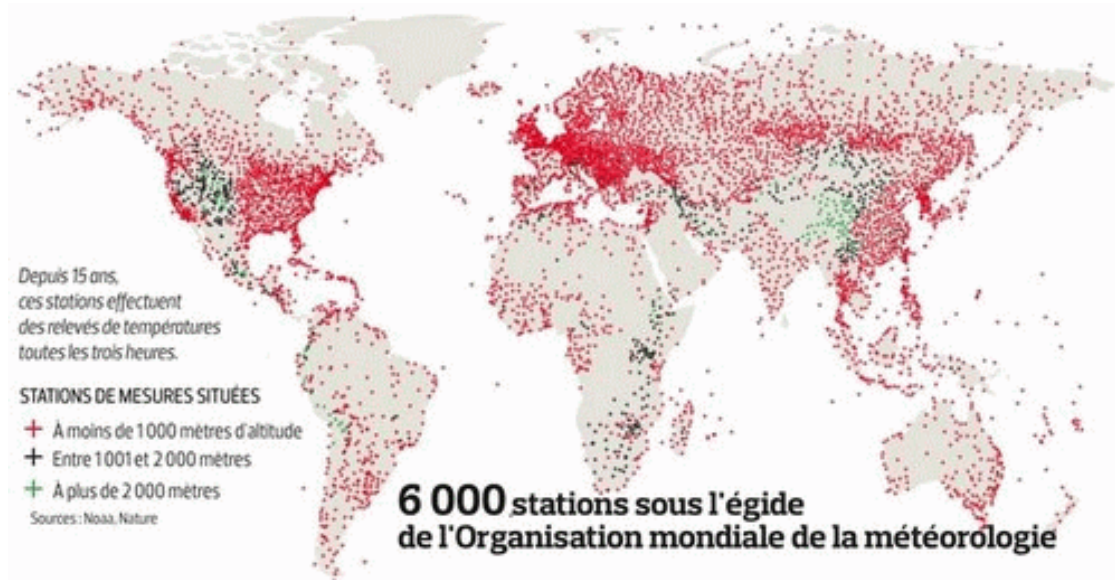 Depuis 15 ans,
ces stations effectuent
des relevés de températures
toutes les trois heures.
STATIONS DE MESURES SITUÉES
À moins de 1 000 mètres d'altitude
Entre 1 001 et 2 000 mètres
À plus de 2 000 mètres
Sources : Noaa, Nature
6 000 stations sous l'égide
de l'Organisation mondiale de la météorologie